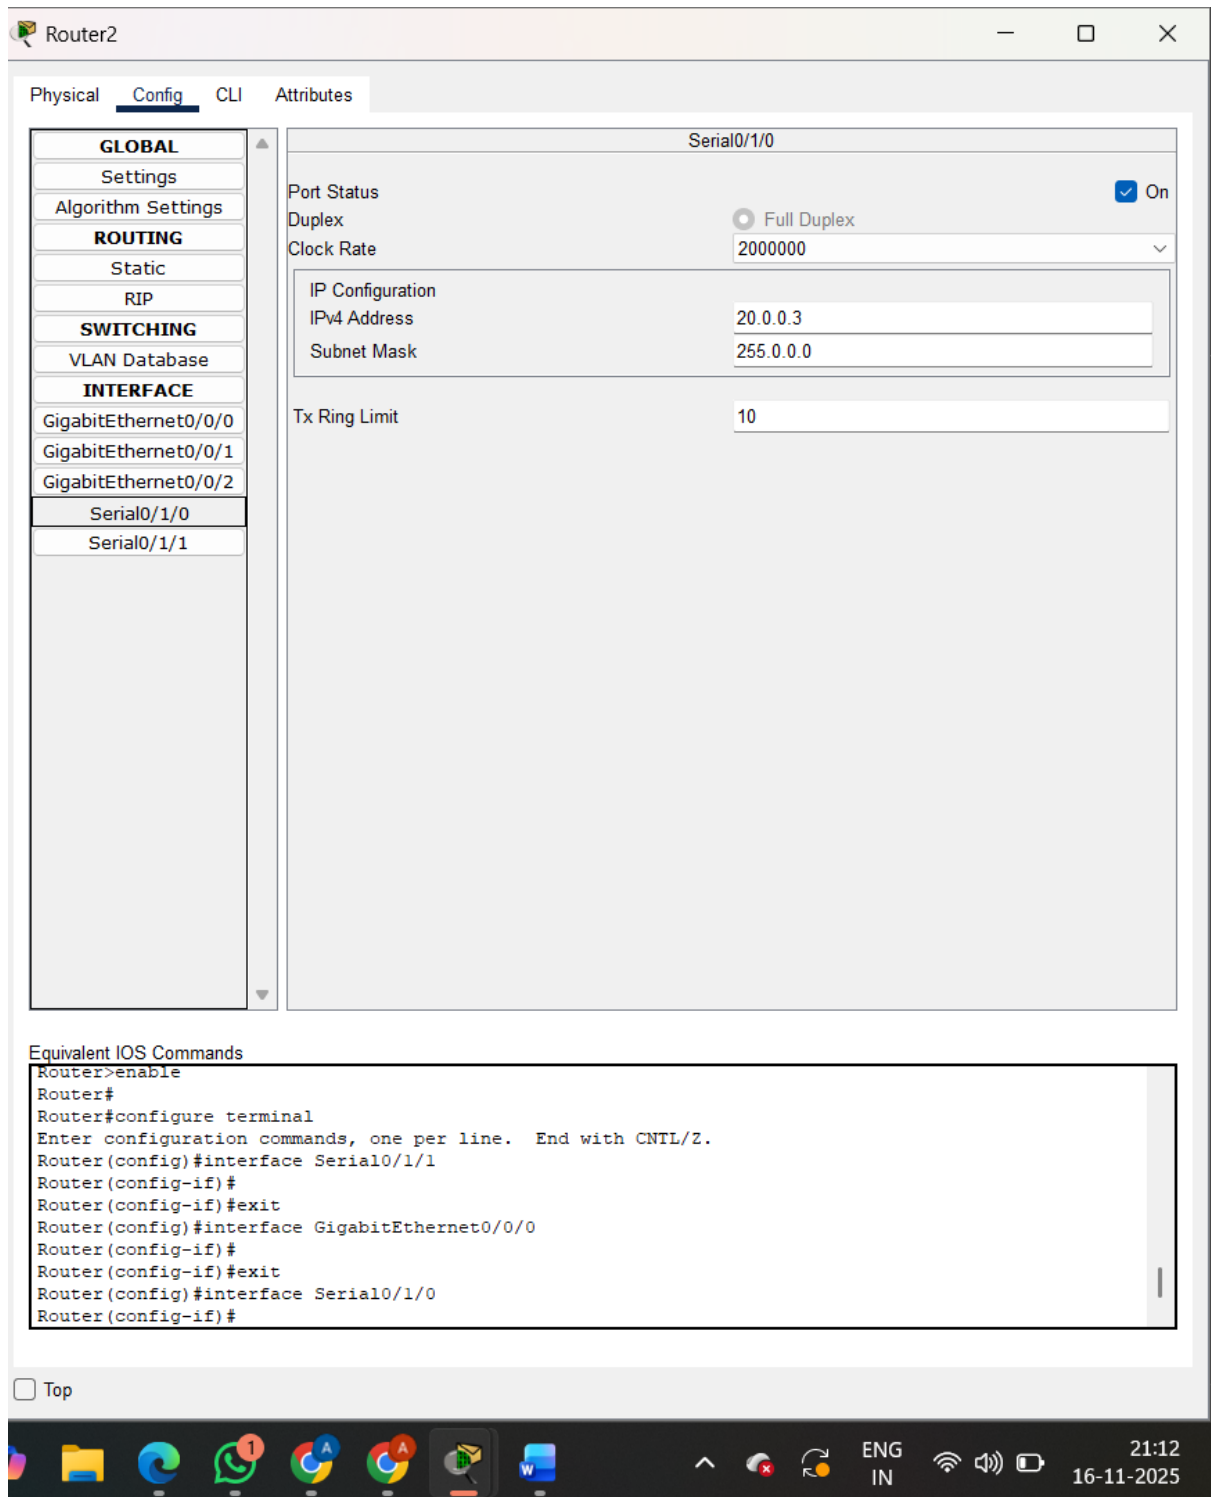 Router2
Physical Config CLI Attributes
GLOBAL
Settings
Algorithm Settings
ROUTING
Static
RIP
SWITCHING
VLAN Database
INTERFACE
GigabitEthernet0/0/0
GigabitEthernet0/0/1
GigabitEthernet0/0/2
Serial0/1/0
Serial0/1/1
Serial0/1/0
Port Status On
Duplex Full Duplex
Clock Rate 2000000
IP Configuration
IPv4 Address 20.0.0.3
Subnet Mask 255.0.0.0
Tx Ring Limit 10
Equivalent IOS Commands
Router>enable
Router#
Router#configure terminal
Enter configuration commands, one per line.  End with CNTL/Z.
Router(config)#interface Serial0/1/1
Router(config-if)#
Router(config-if)#exit
Router(config)#interface GigabitEthernet0/0/0
Router(config-if)#
Router(config-if)#exit
Router(config)#interface Serial0/1/0
Router(config-if)#
Top
1 A A W
ENG
IN
21:12
16-11-2025